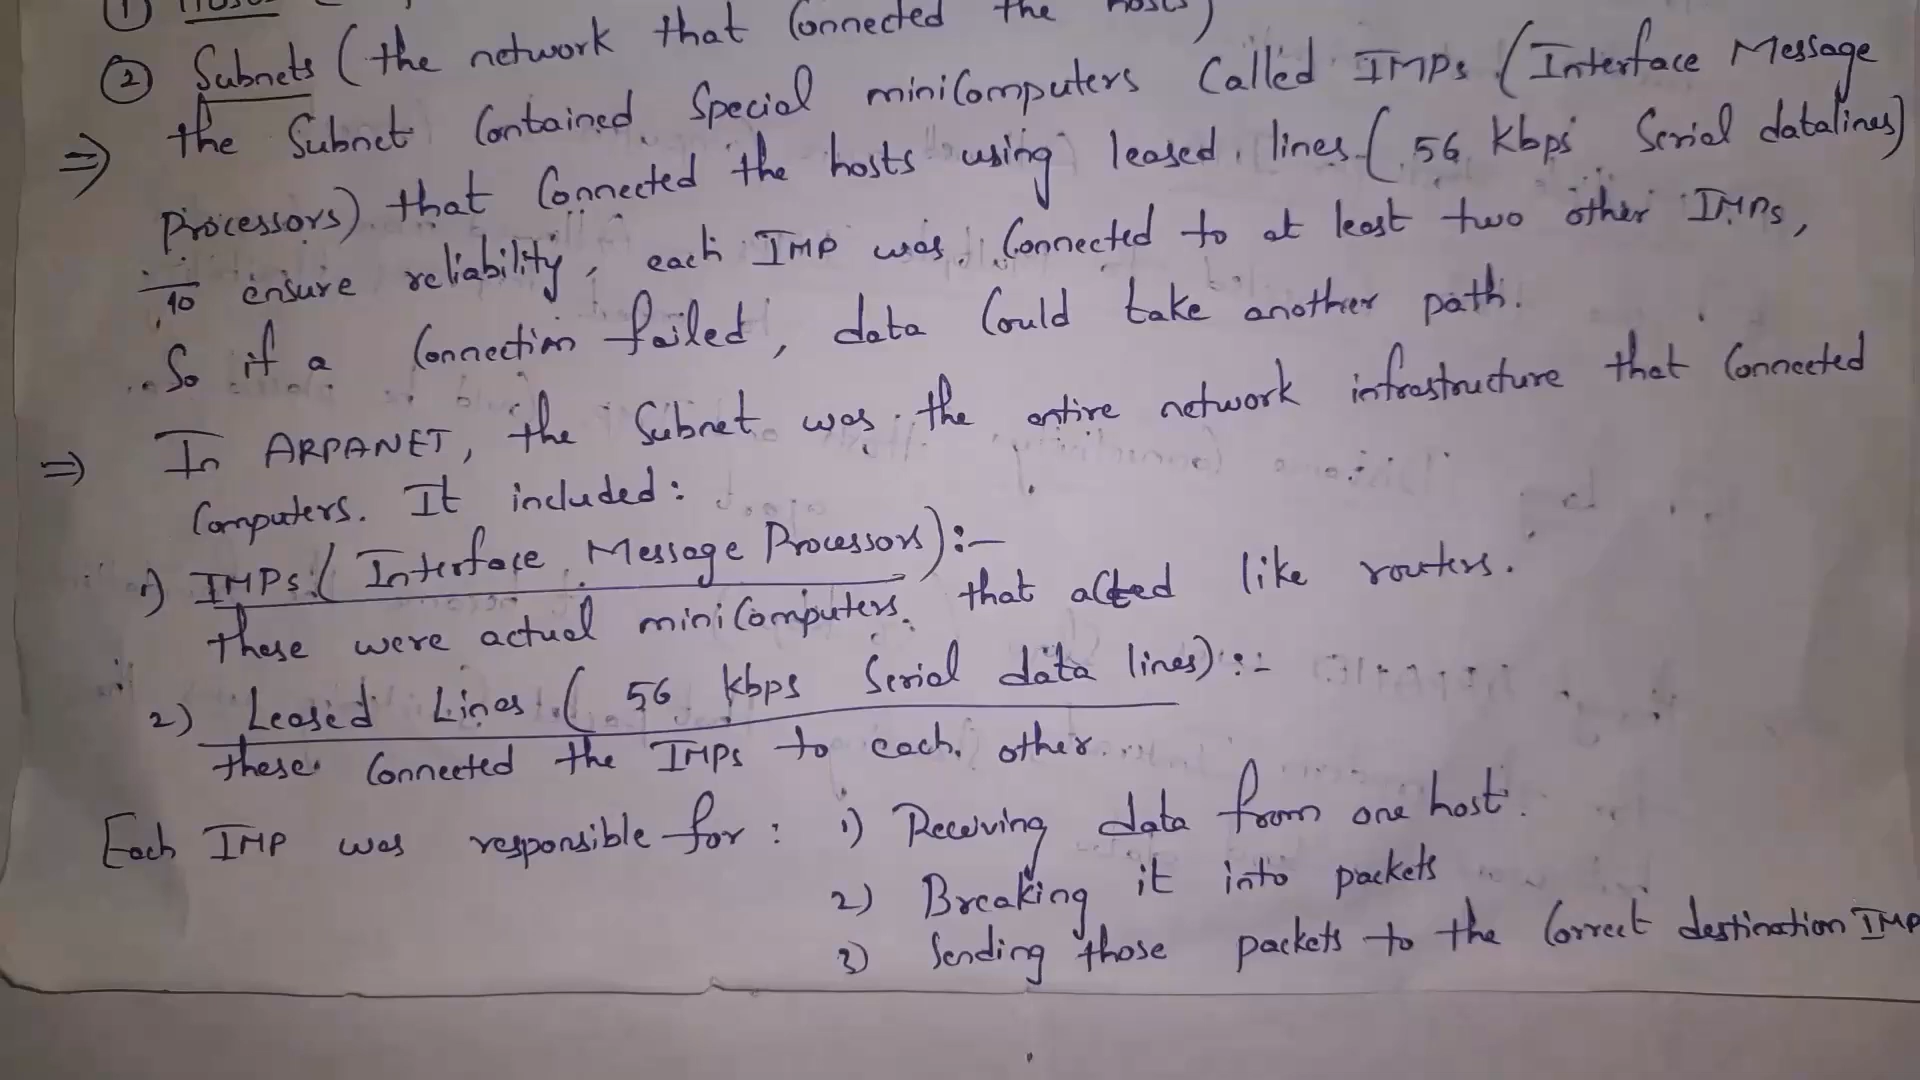 ① Hosts
② Subnets (the network that connected the hosts)
⇒ the Subnet Contained Special minicomputers Called IMPs (Interface Message
Processors) that Connected the hosts using leased lines (56 kbps Serial datalines)
To ensure reliability, each IMP was Connected to at least two other IMPs,
So if a Connection failed, data Could take another path.
⇒ In ARPANET, the Subnet was the entire network infrastructure that Connected
Computers. It included:
1) IMPs (Interface Message Processors):-
these were actual minicomputers that acted like routers.
2) Leased Lines (56 kbps Serial data lines):-
these Connected the IMPs to each other.
Each IMP was responsible for: 1) Receiving data from one host.
2) Breaking it into packets
3) Sending those packets to the Correct destination IMP